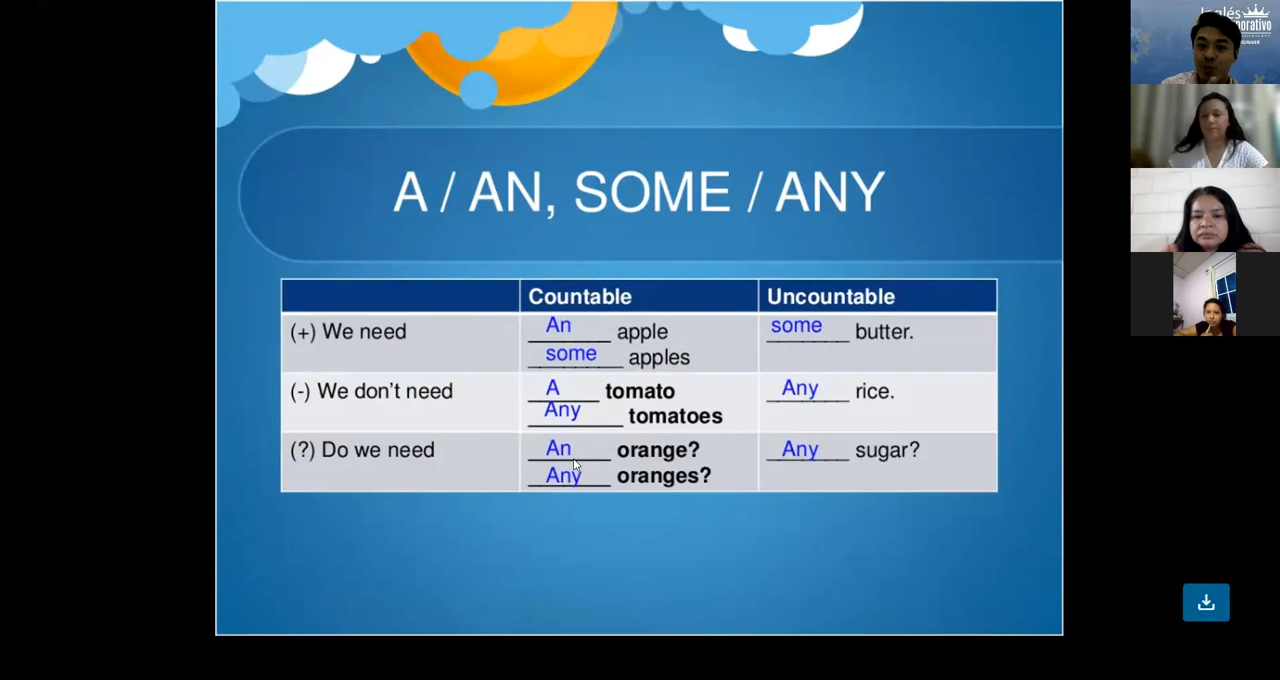 A / AN, SOME / ANY
Countable
Uncountable
(+) We need
An apple
some apples
some butter.
(-) We don't need
A tomato
Any tomatoes
Any rice.
(?) Do we need
An orange?
Any oranges?
Any sugar?
Inglés